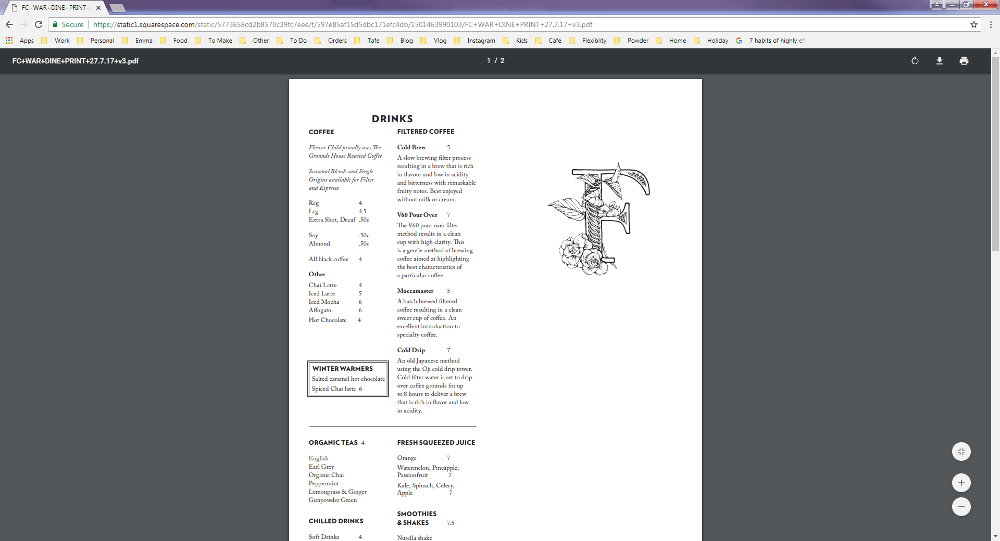 FC+WAR+DINE+PRINT+
Secure
https://static1.squarespace.com/static/5773658cd2b8570c39fc7eee/t/597e85af15d5dbc171efc4db/1501463990103/FC+WAR+DINE+PRINT+27.7.17+v3.pdf
Apps Work Personal Emma Food To Make Other To Do Orders Tafe Blog Vlog Instagram Kids Cafe Flexiblity Powder Home Holiday 7 habits of highly eff
FC+WAR+DINE+PRINT+27.7.17+v3.pdf
1 / 2
DRINKS
COFFEE
Flower Child proudly uses The
Grounds House Roasted Coffee
Seasonal Blends and Single
Origins available for Filter
and Espresso
Reg 4
Lrg 4.5
Extra Shot, Decaf .50c
Soy .50c
Almond .50c
All black coffee 4
Other
Chai Latte 4
Iced Latte 5
Iced Mocha 6
Affogato 6
Hot Chocolate 4
WINTER WARMERS
Salted caramel hot chocolate
Spiced Chai latte 6
FILTERED COFFEE
Cold Brew 5
A slow brewing filter process
resulting in a brew that is rich
in flavour and low in acidity
and bitterness with remarkable
fruity notes. Best enjoyed
without milk or cream.
V60 Pour Over 7
The V60 pour over filter
method results in a clean
cup with high clarity. This
is a gentle method of brewing
coffee aimed at highlighting
the best characteristics of
a particular coffee.
Moccamaster 5
A batch brewed filtered
coffee resulting in a clean
sweet cup of coffee. An
excellent introduction to
specialty coffee.
Cold Drip 7
An old Japanese method
using the Oji cold drip tower.
Cold filter water is set to drip
over coffee grounds for up
to 8 hours to deliver a brew
that is rich in flavor and low
in acidity.
F
ORGANIC TEAS 4
English
Earl Grey
Organic Chai
Peppermint
Lemongrass & Ginger
Gunpowder Green
CHILLED DRINKS
Soft Drinks 4
FRESH SQUEEZED JUICE
Orange 7
Watermelon, Pineapple,
Passionfruit 7
Kale, Spinach, Celery,
Apple 7
SMOOTHIES
& SHAKES 7.5
Nutella shake